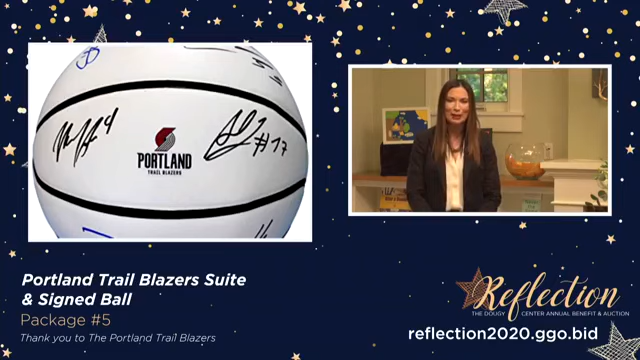 4
#17
PORTLAND
TRAIL BLAZERS
Portland Trail Blazers Suite
& Signed Ball
Package #5
Thank you to The Portland Trail Blazers
Reflection
THE DOUGY CENTER ANNUAL BENEFIT & AUCTION
reflection2020.ggo.bid